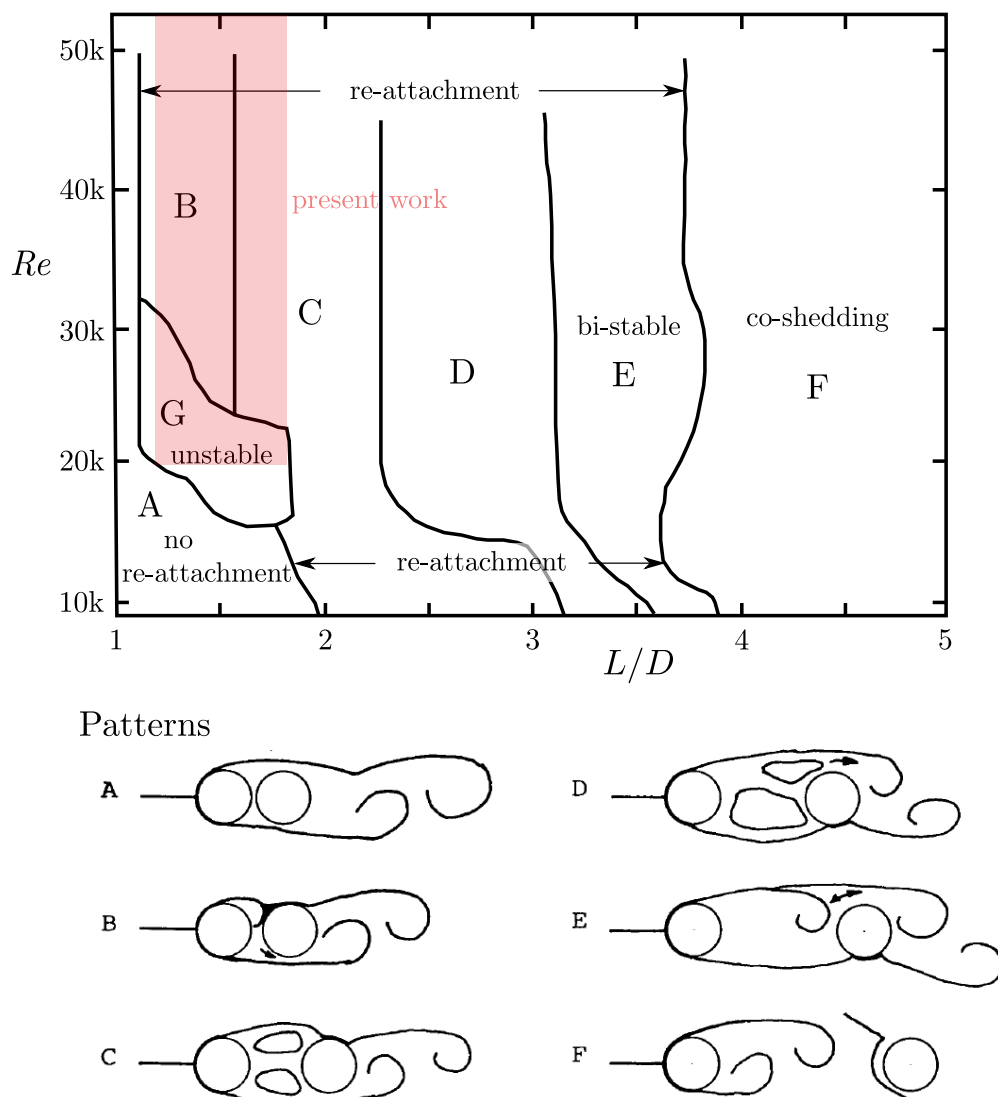 50k
re-attachment
40k
B
present work
Re
C
30k
bi-stable
co-shedding
D
E
F
G
unstable
20k
A
no
re-attachment
re-attachment
10k
1
2
3
4
5
L/D
Patterns
A
D
B
E
C
F